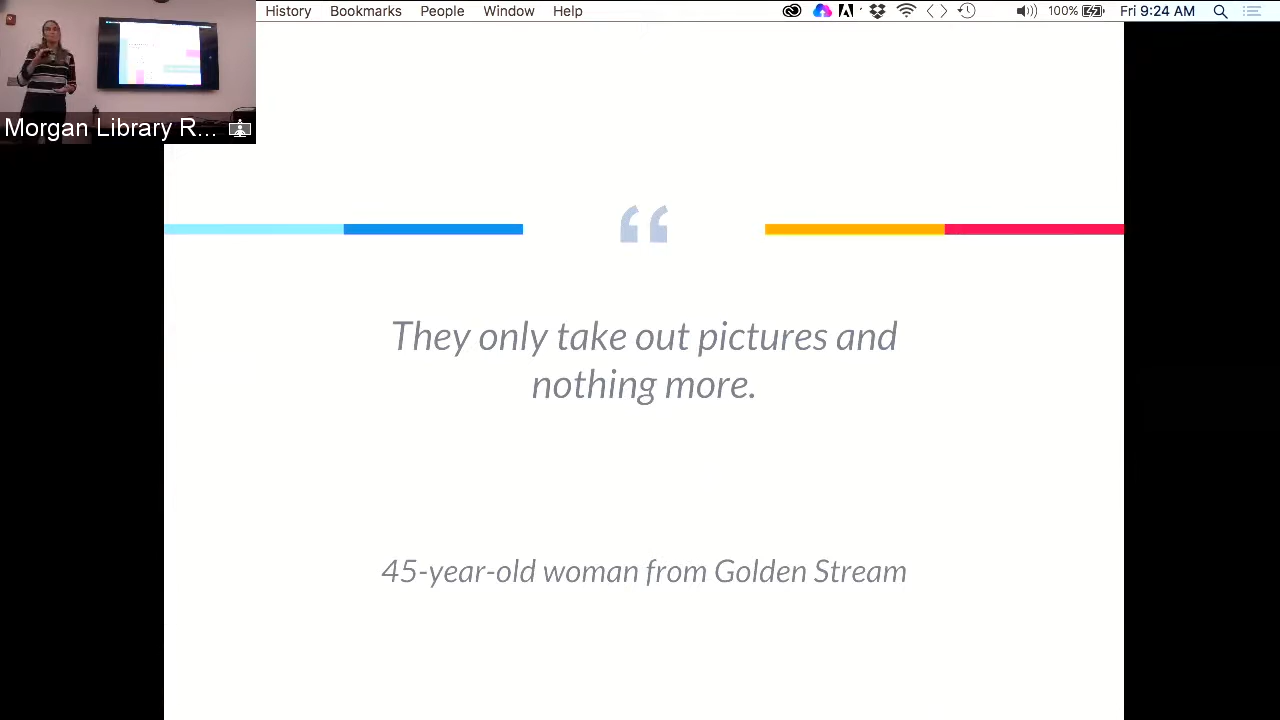 History Bookmarks People Window Help 100% Fri 9:24 AM
Morgan Library R...
“
They only take out pictures and
nothing more.
45-year-old woman from Golden Stream